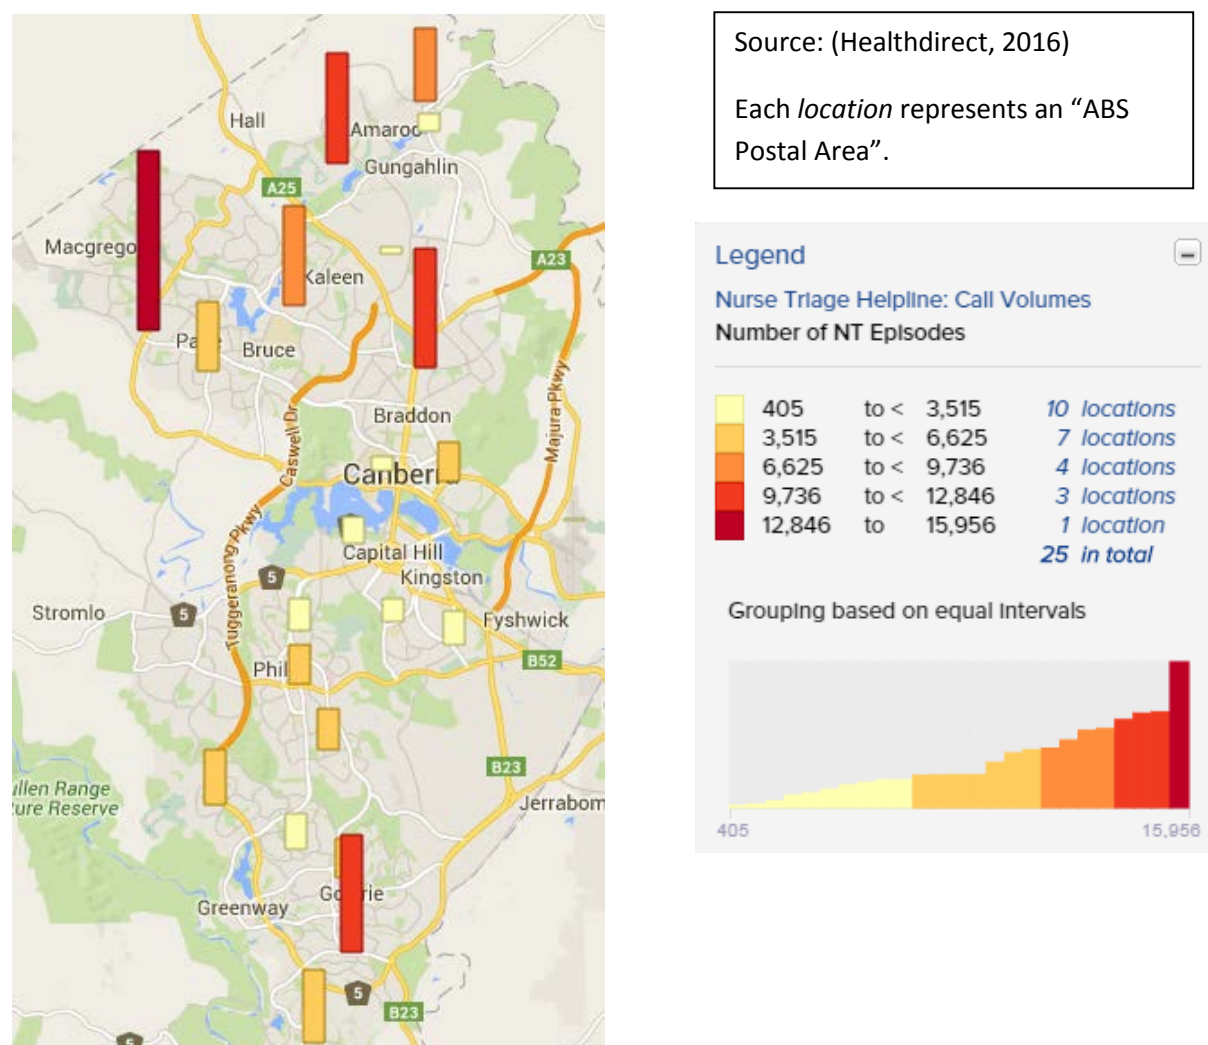 Hall
Amaroo
Gungahlin
A25
Macgrego
A23
Kaleen
Bruce
Majura Pkwy
Braddon
Caswell Dr
Canberr
Tuggeranong Pkwy
Capital Hill
5
Kingston
Stromlo
5
Fyshwick
Phil
B52
B23
ullen Range
ure Reserve
Jerrabom
Greenway
5
B23
5
Source: (Healthdirect, 2016)
Each location represents an “ABS
Postal Area”.
Legend
Nurse Triage Helpline: Call Volumes
Number of NT Episodes
405 to < 3,515 10 locations
3,515 to < 6,625 7 locations
6,625 to < 9,736 4 locations
9,736 to < 12,846 3 locations
12,846 to 15,956 1 location
25 in total
Grouping based on equal intervals
405 15,956